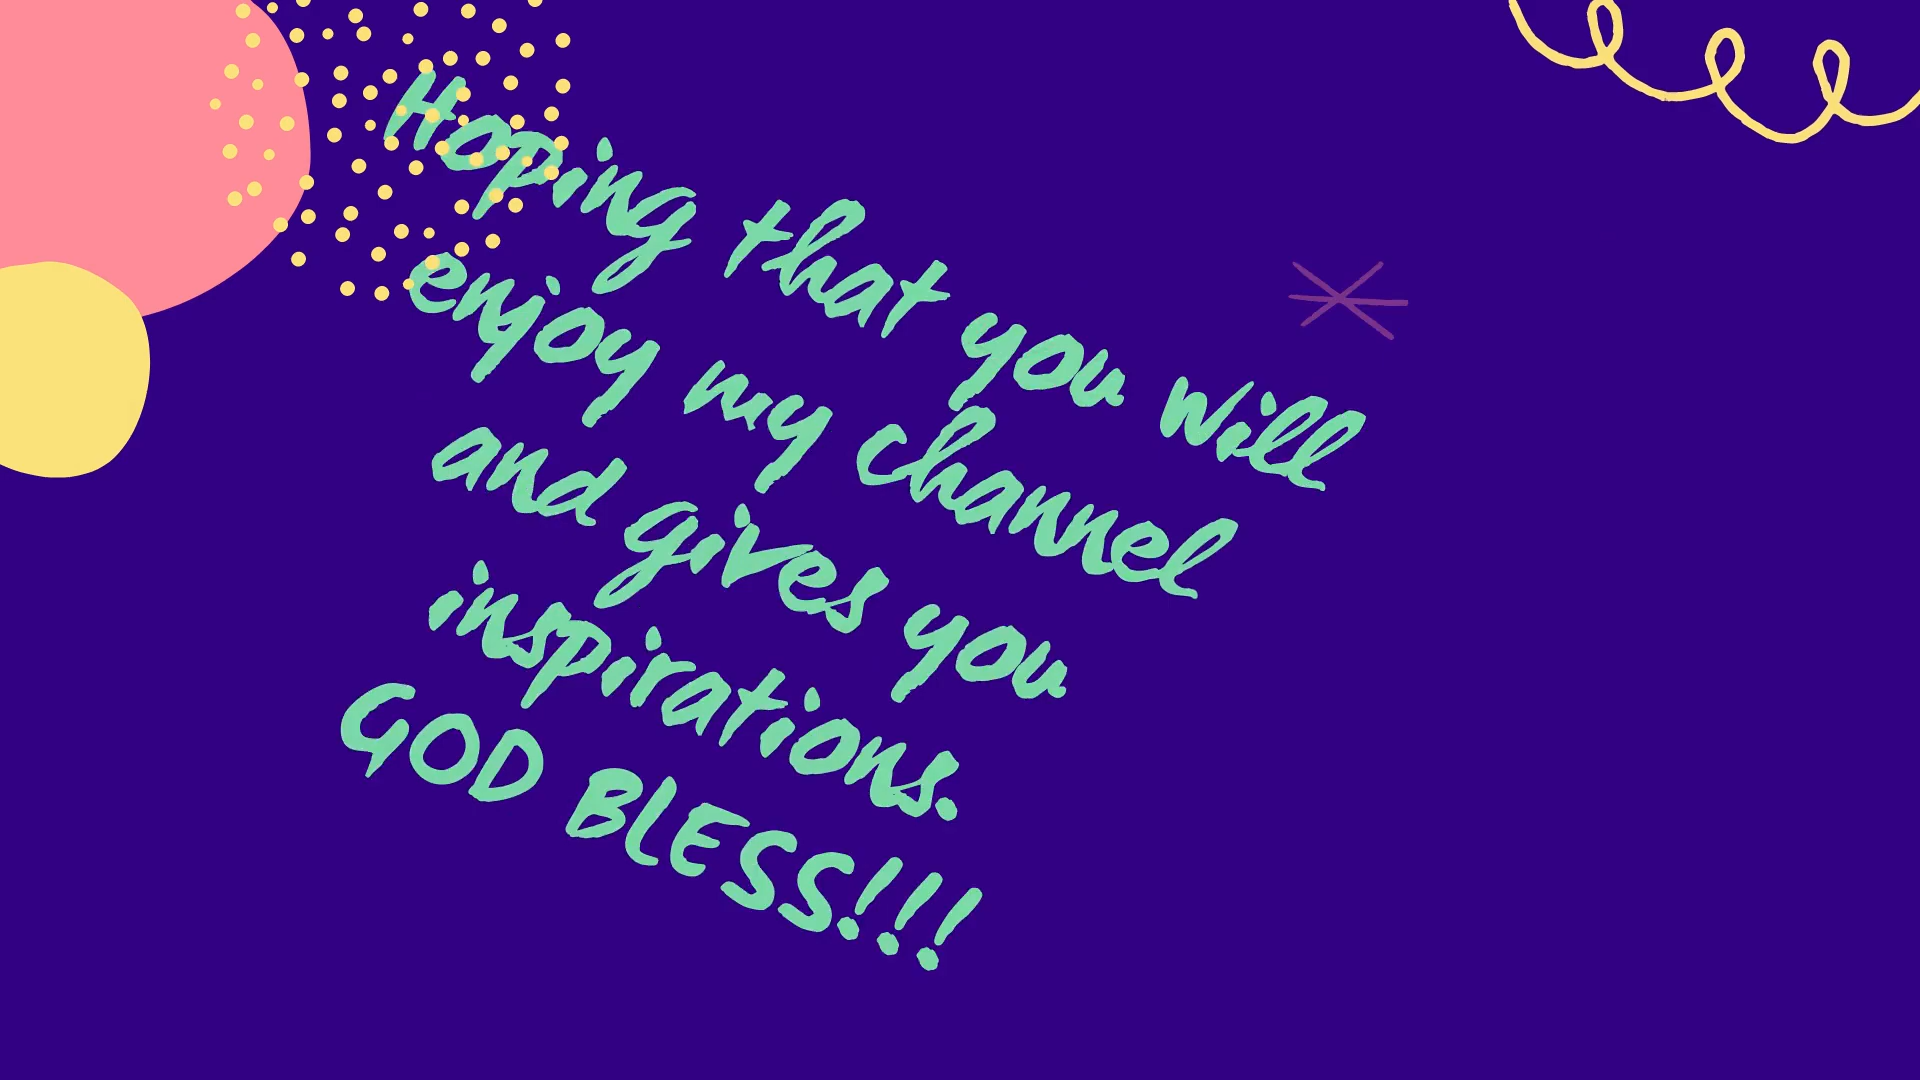 Hoping that you will
enjoy my channel
and gives you
inspirations.
GOD BLESS!!!